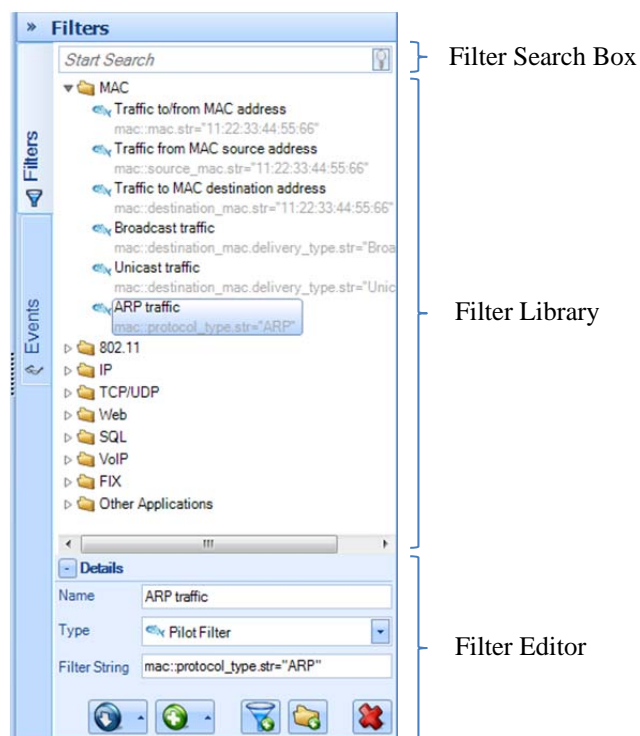 » Filters
Start Search
Filter Search Box
Filters
Events
MAC
Traffic to/from MAC address
mac::mac.str="11:22:33:44:55:66"
Traffic from MAC source address
mac::source_mac.str="11:22:33:44:55:66"
Traffic to MAC destination address
mac::destination_mac.str="11:22:33:44:55:66"
Broadcast traffic
mac::destination_mac.delivery_type.str="Broa
Unicast traffic
mac::destination_mac.delivery_type.str="Unic
ARP traffic
mac::protocol_type.str="ARP"
Filter Library
802.11
IP
TCP/UDP
Web
SQL
VoIP
FIX
Other Applications
Details
Name ARP traffic
Type Pilot Filter
Filter String mac::protocol_type.str="ARP"
Filter Editor